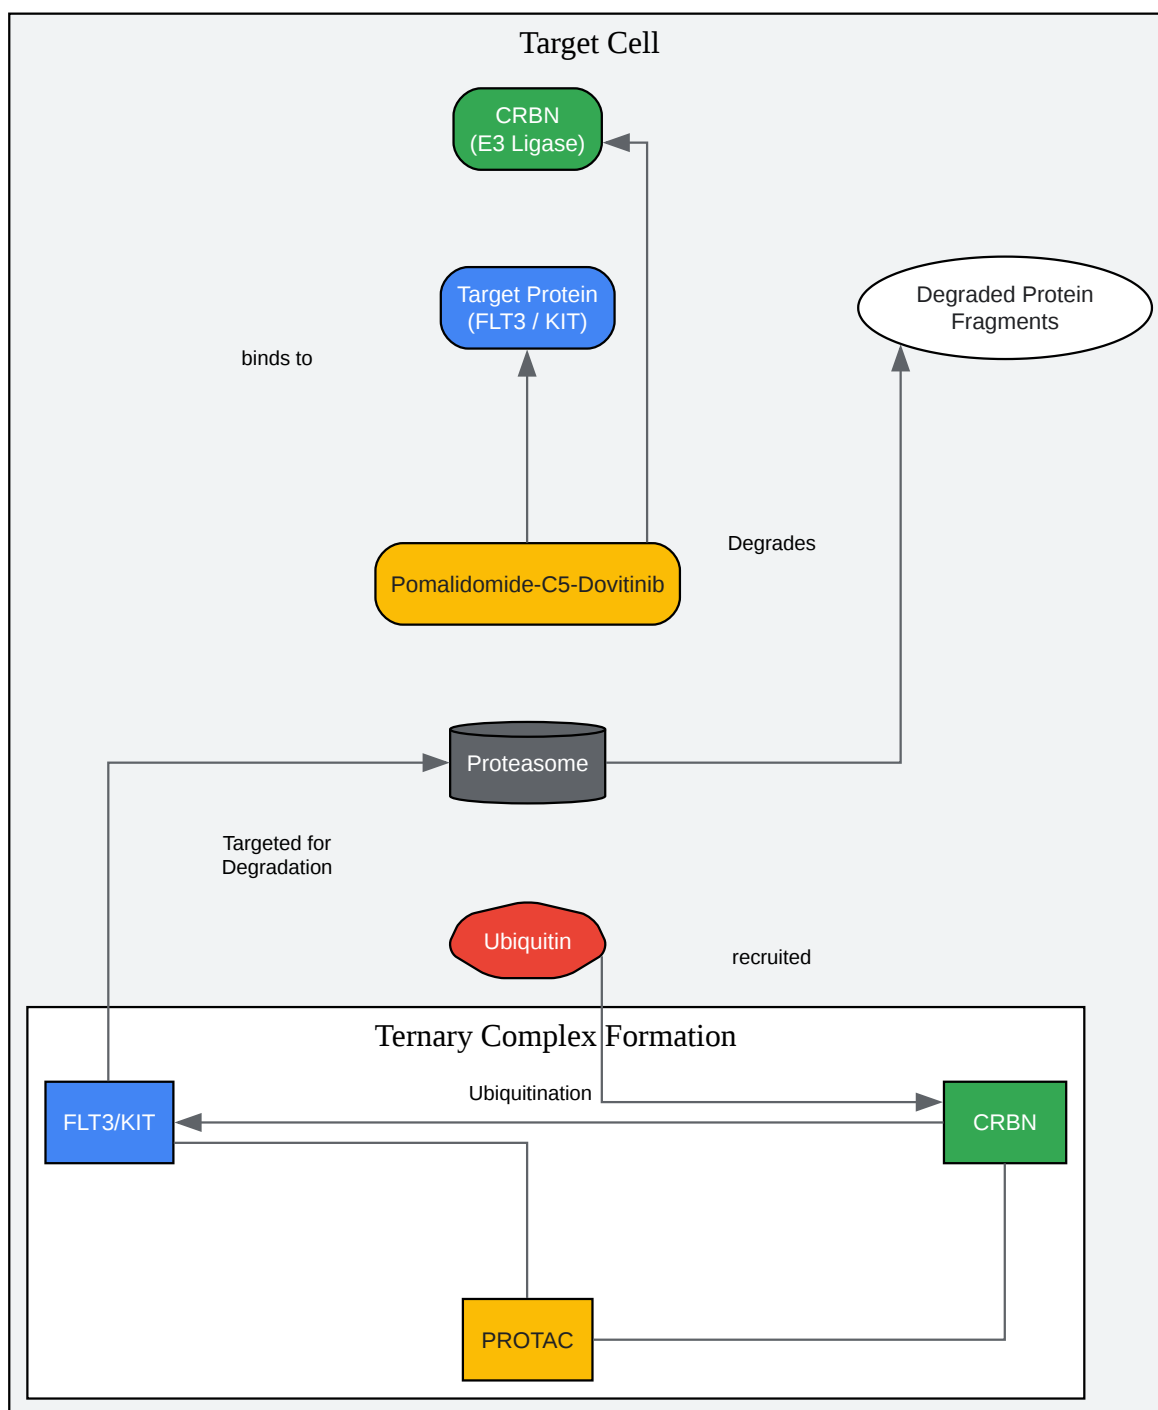 Target Cell
CRBN
(E3 Ligase)
Target Protein
(FLT3 / KIT)
Degraded Protein
Fragments
binds to
Degrades
Pomalidomide-C5-Dovitinib
Proteasome
Targeted for
Degradation
Ubiquitin
recruited
Ternary Complex Formation
Ubiquitination
FLT3/KIT
CRBN
PROTAC